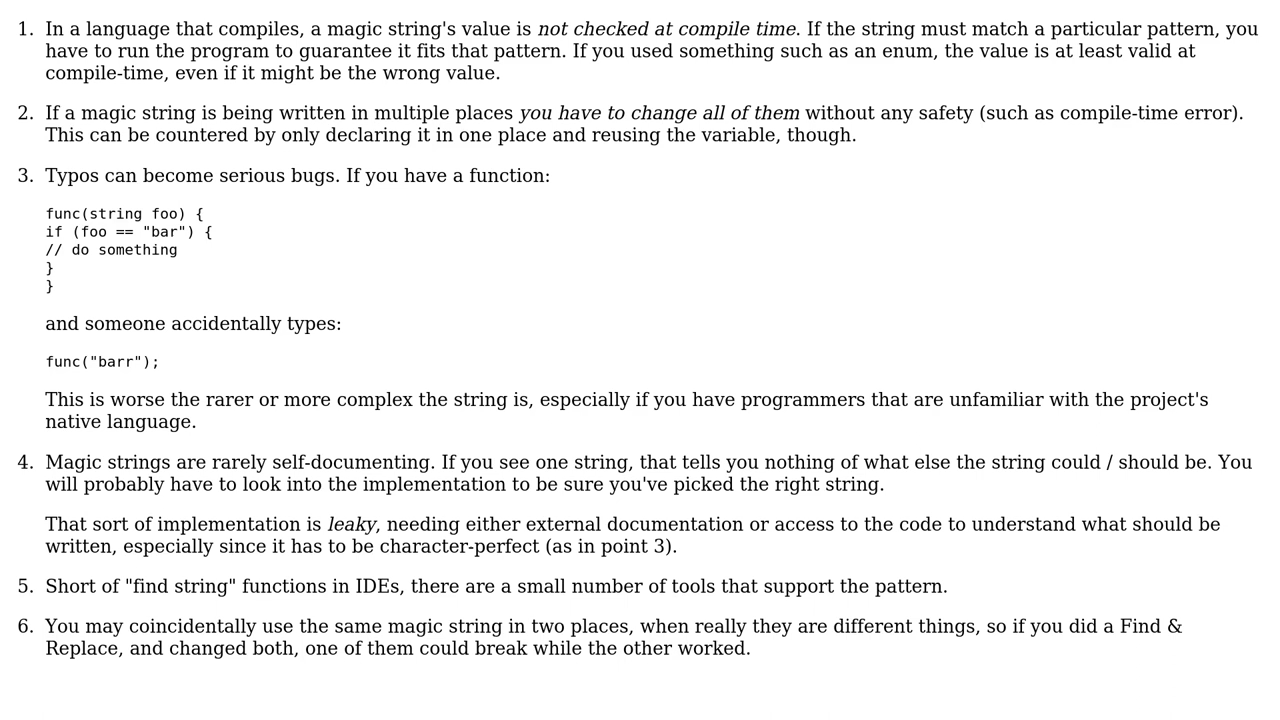 1. In a language that compiles, a magic string's value is not checked at compile time. If the string must match a particular pattern, you
have to run the program to guarantee it fits that pattern. If you used something such as an enum, the value is at least valid at
compile-time, even if it might be the wrong value.
2. If a magic string is being written in multiple places you have to change all of them without any safety (such as compile-time error).
This can be countered by only declaring it in one place and reusing the variable, though.
3. Typos can become serious bugs. If you have a function:
func(string foo) {
if (foo == "bar") {
// do something
}
}
and someone accidentally types:
func("barr");
This is worse the rarer or more complex the string is, especially if you have programmers that are unfamiliar with the project's
native language.
4. Magic strings are rarely self-documenting. If you see one string, that tells you nothing of what else the string could / should be. You
will probably have to look into the implementation to be sure you've picked the right string.
That sort of implementation is leaky, needing either external documentation or access to the code to understand what should be
written, especially since it has to be character-perfect (as in point 3).
5. Short of "find string" functions in IDEs, there are a small number of tools that support the pattern.
6. You may coincidentally use the same magic string in two places, when really they are different things, so if you did a Find &
Replace, and changed both, one of them could break while the other worked.